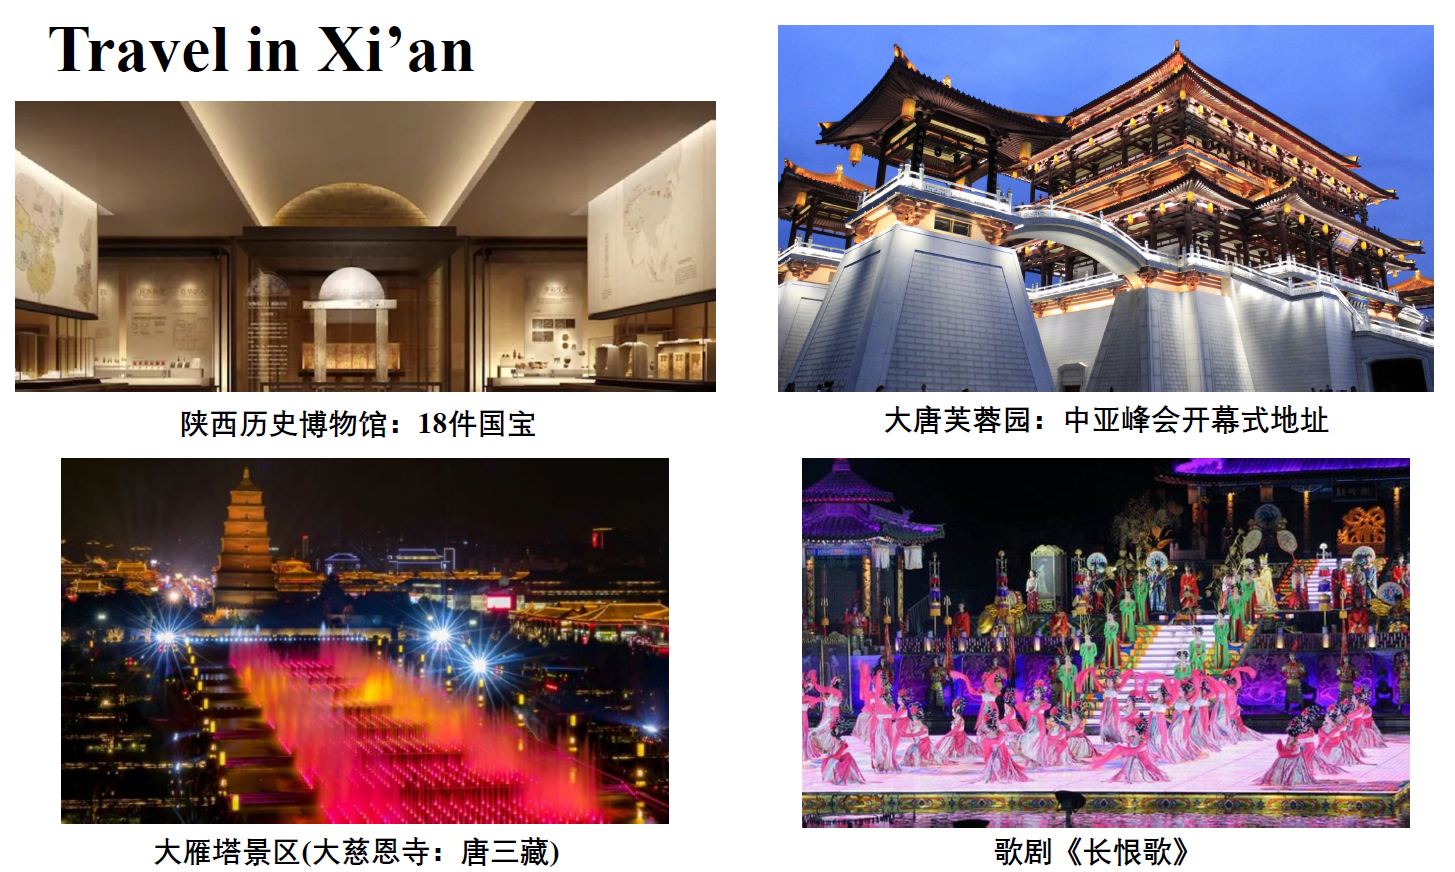 Travel in Xi’an
陕西历史博物馆：18件国宝
大唐芙蓉园：中亚峰会开幕式地址
大雁塔景区(大慈恩寺：唐三藏)
歌剧《长恨歌》